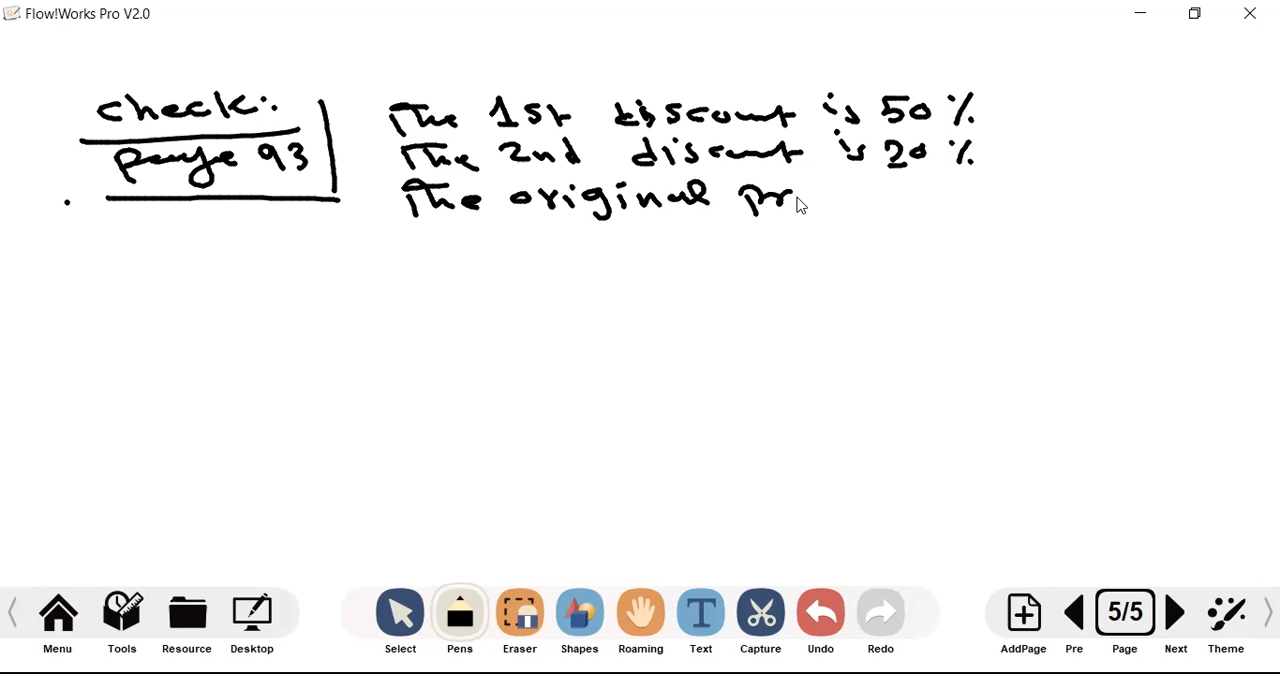 Flow!Works Pro V2.0
check:
page 93
The 1st discount is 50 %
The 2nd discount is 20 %
The original pr
Menu Tools Resource Desktop Select Pens Eraser Shapes Roaming Text Capture Undo Redo AddPage Pre 5/5 Page Next Theme